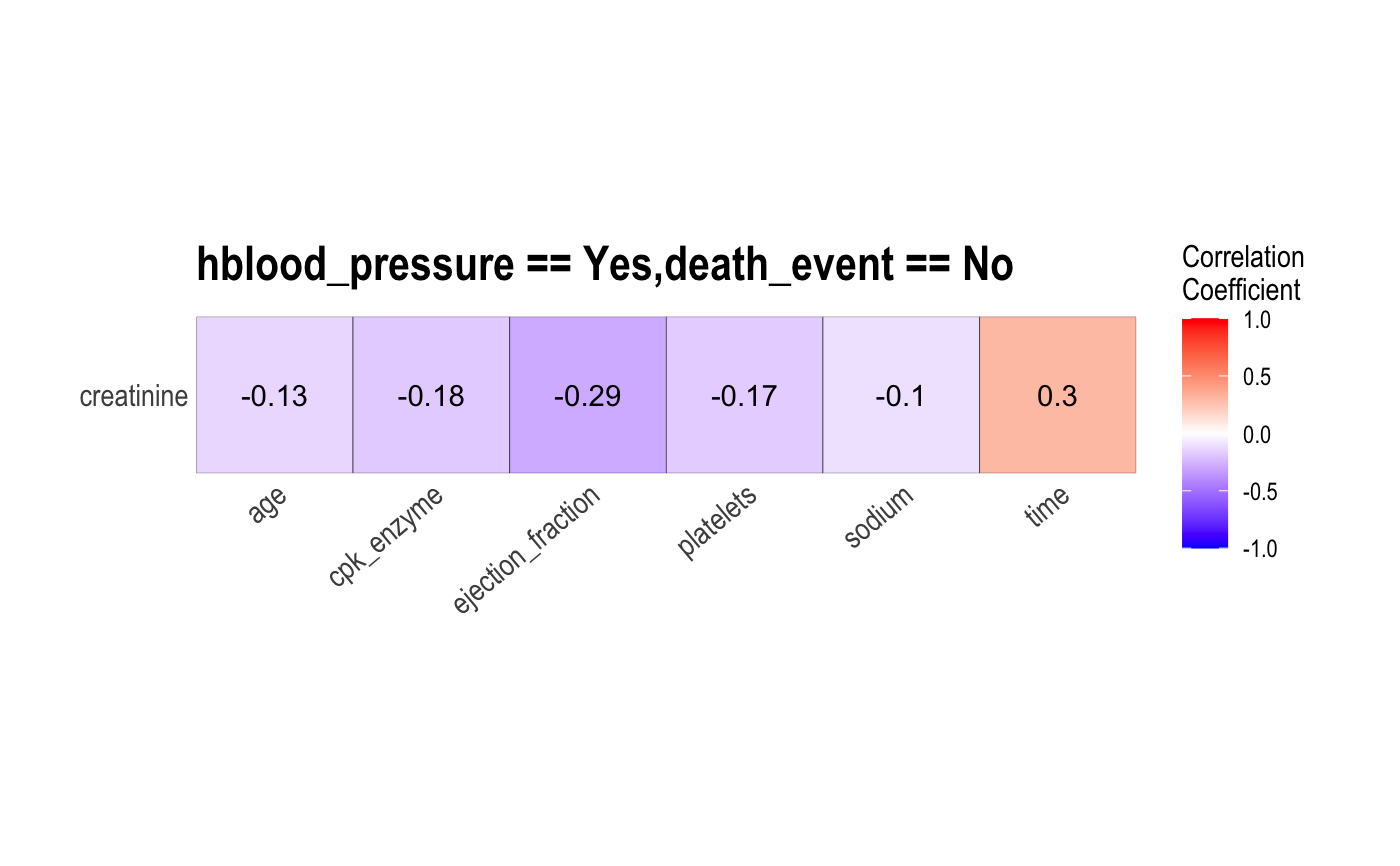 hblood_pressure == Yes,death_event == No
Correlation
Coefficient
1.0
0.5
0.0
-0.5
-1.0
creatinine
-0.13
-0.18
-0.29
-0.17
-0.1
0.3
age
cpk_enzyme
ejection_fraction
platelets
sodium
time